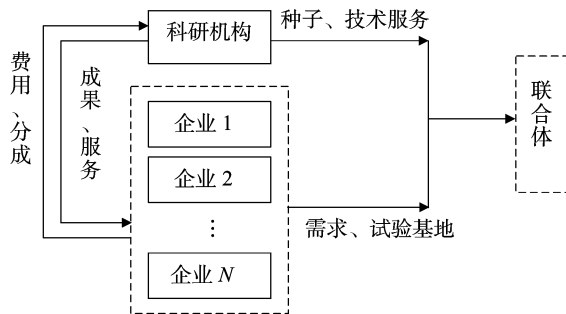 科研机构
种子、技术服务
费用、分成
成果、服务
企业 1
企业 2
⋮
企业 N
需求、试验基地
联合体